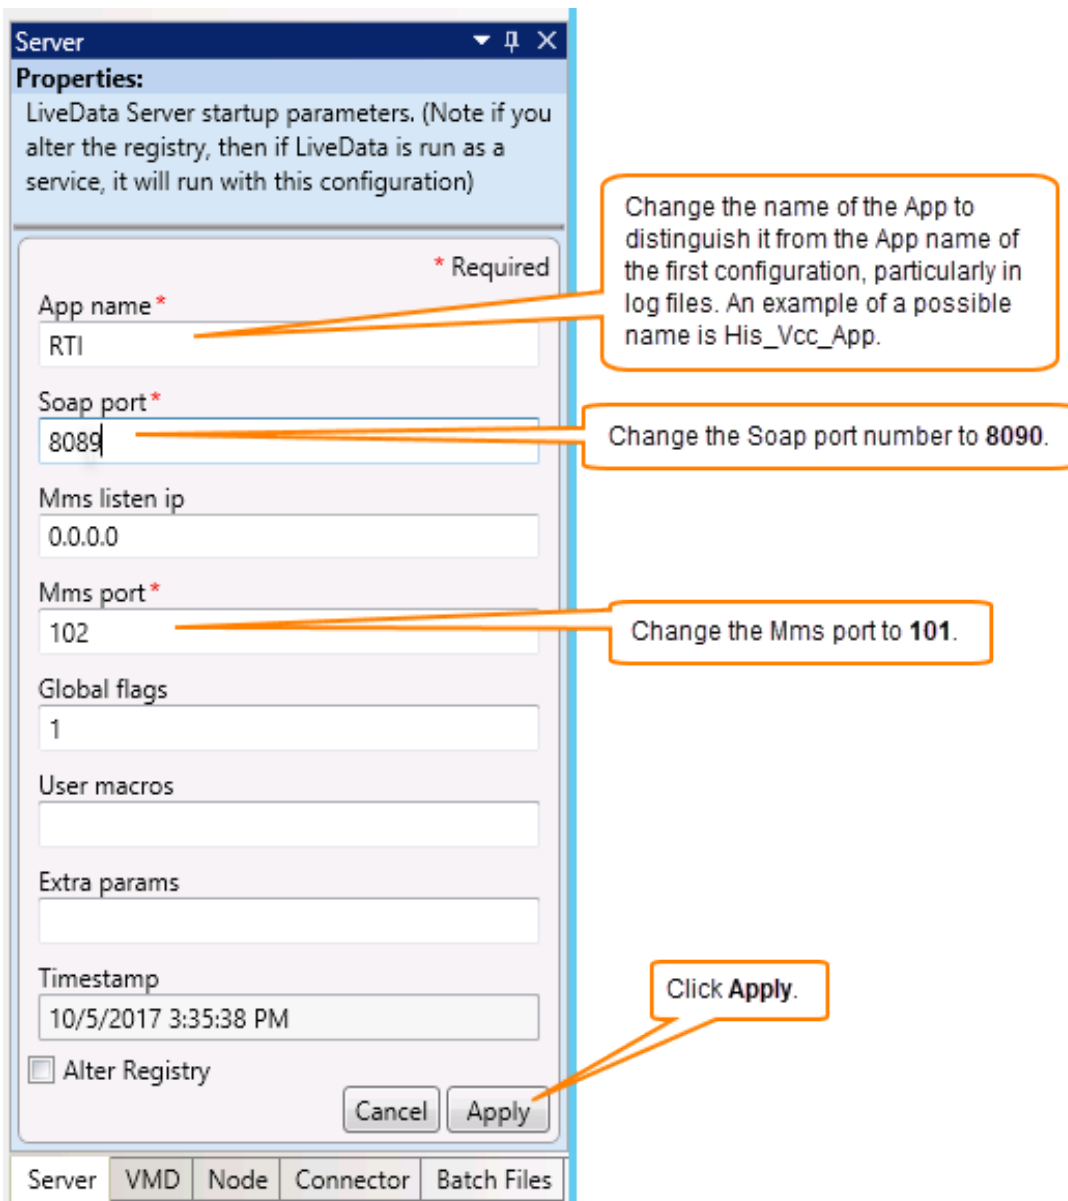 Server
Properties:
LiveData Server startup parameters. (Note if you
alter the registry, then if LiveData is run as a
service, it will run with this configuration)
* Required
App name*
RTI
Change the name of the App to
distinguish it from the App name of
the first configuration, particularly in
log files. An example of a possible
name is His_Vcc_App.
Soap port*
8089
Change the Soap port number to 8090.
Mms listen ip
0.0.0.0
Mms port*
102
Change the Mms port to 101.
Global flags
1
User macros
Extra params
Timestamp
10/5/2017 3:35:38 PM
Click Apply.
Alter Registry
Cancel Apply
Server VMD Node Connector Batch Files